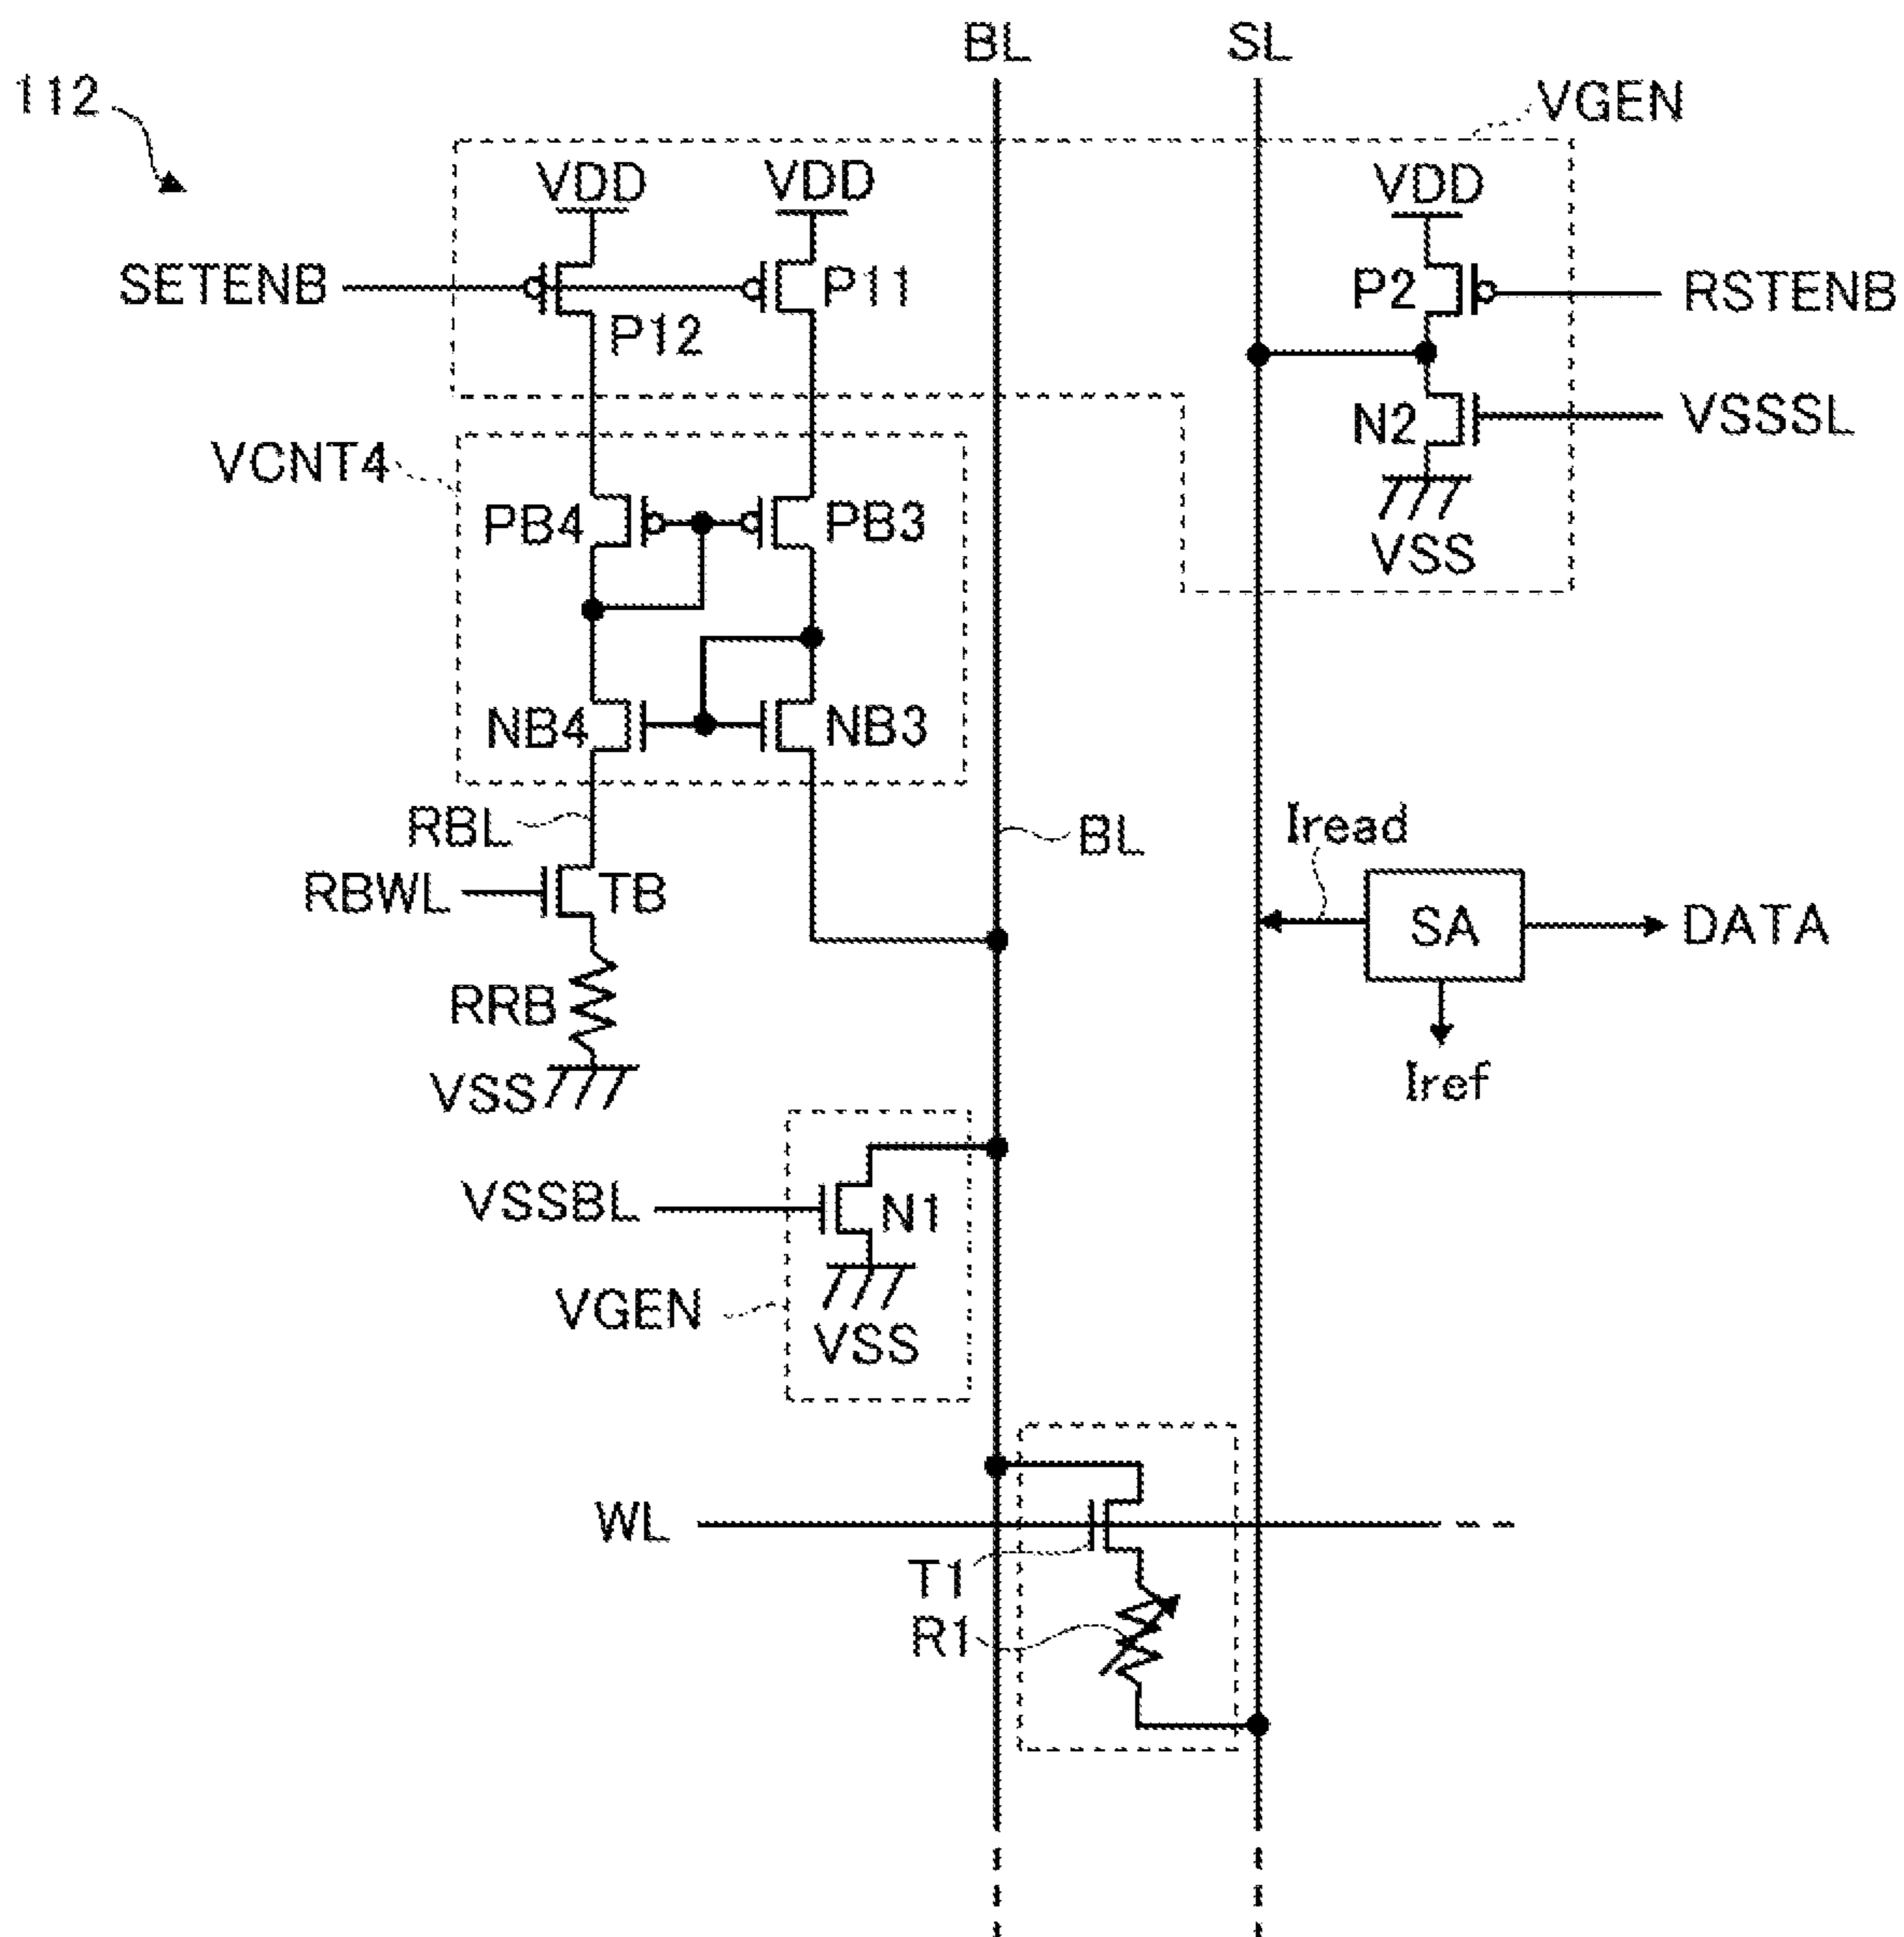 BL
SL
112
VGEN
VDD
VDD
VDD
SETENB
P11
P2
RSTENB
P12
N2
VSSSL
VCNT4
PB4
PB3
VSS
NB4
NB3
RBL
BL
Iread
RBWL
TB
SA
DATA
RRB
Iref
VSS
VSSBL
N1
VGEN
VSS
WL
T1
R1